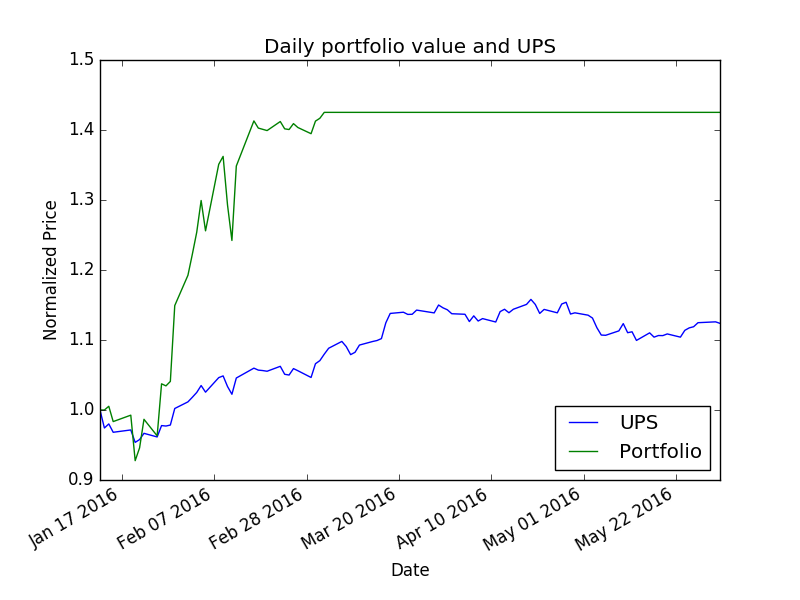 Daily portfolio value and UPS
1.5
1.4
1.3
1.2
1.1
1.0
0.9
Normalized Price
UPS
Portfolio
Jan 17 2016
Feb 07 2016
Feb 28 2016
Mar 20 2016
Apr 10 2016
May 01 2016
May 22 2016
Date